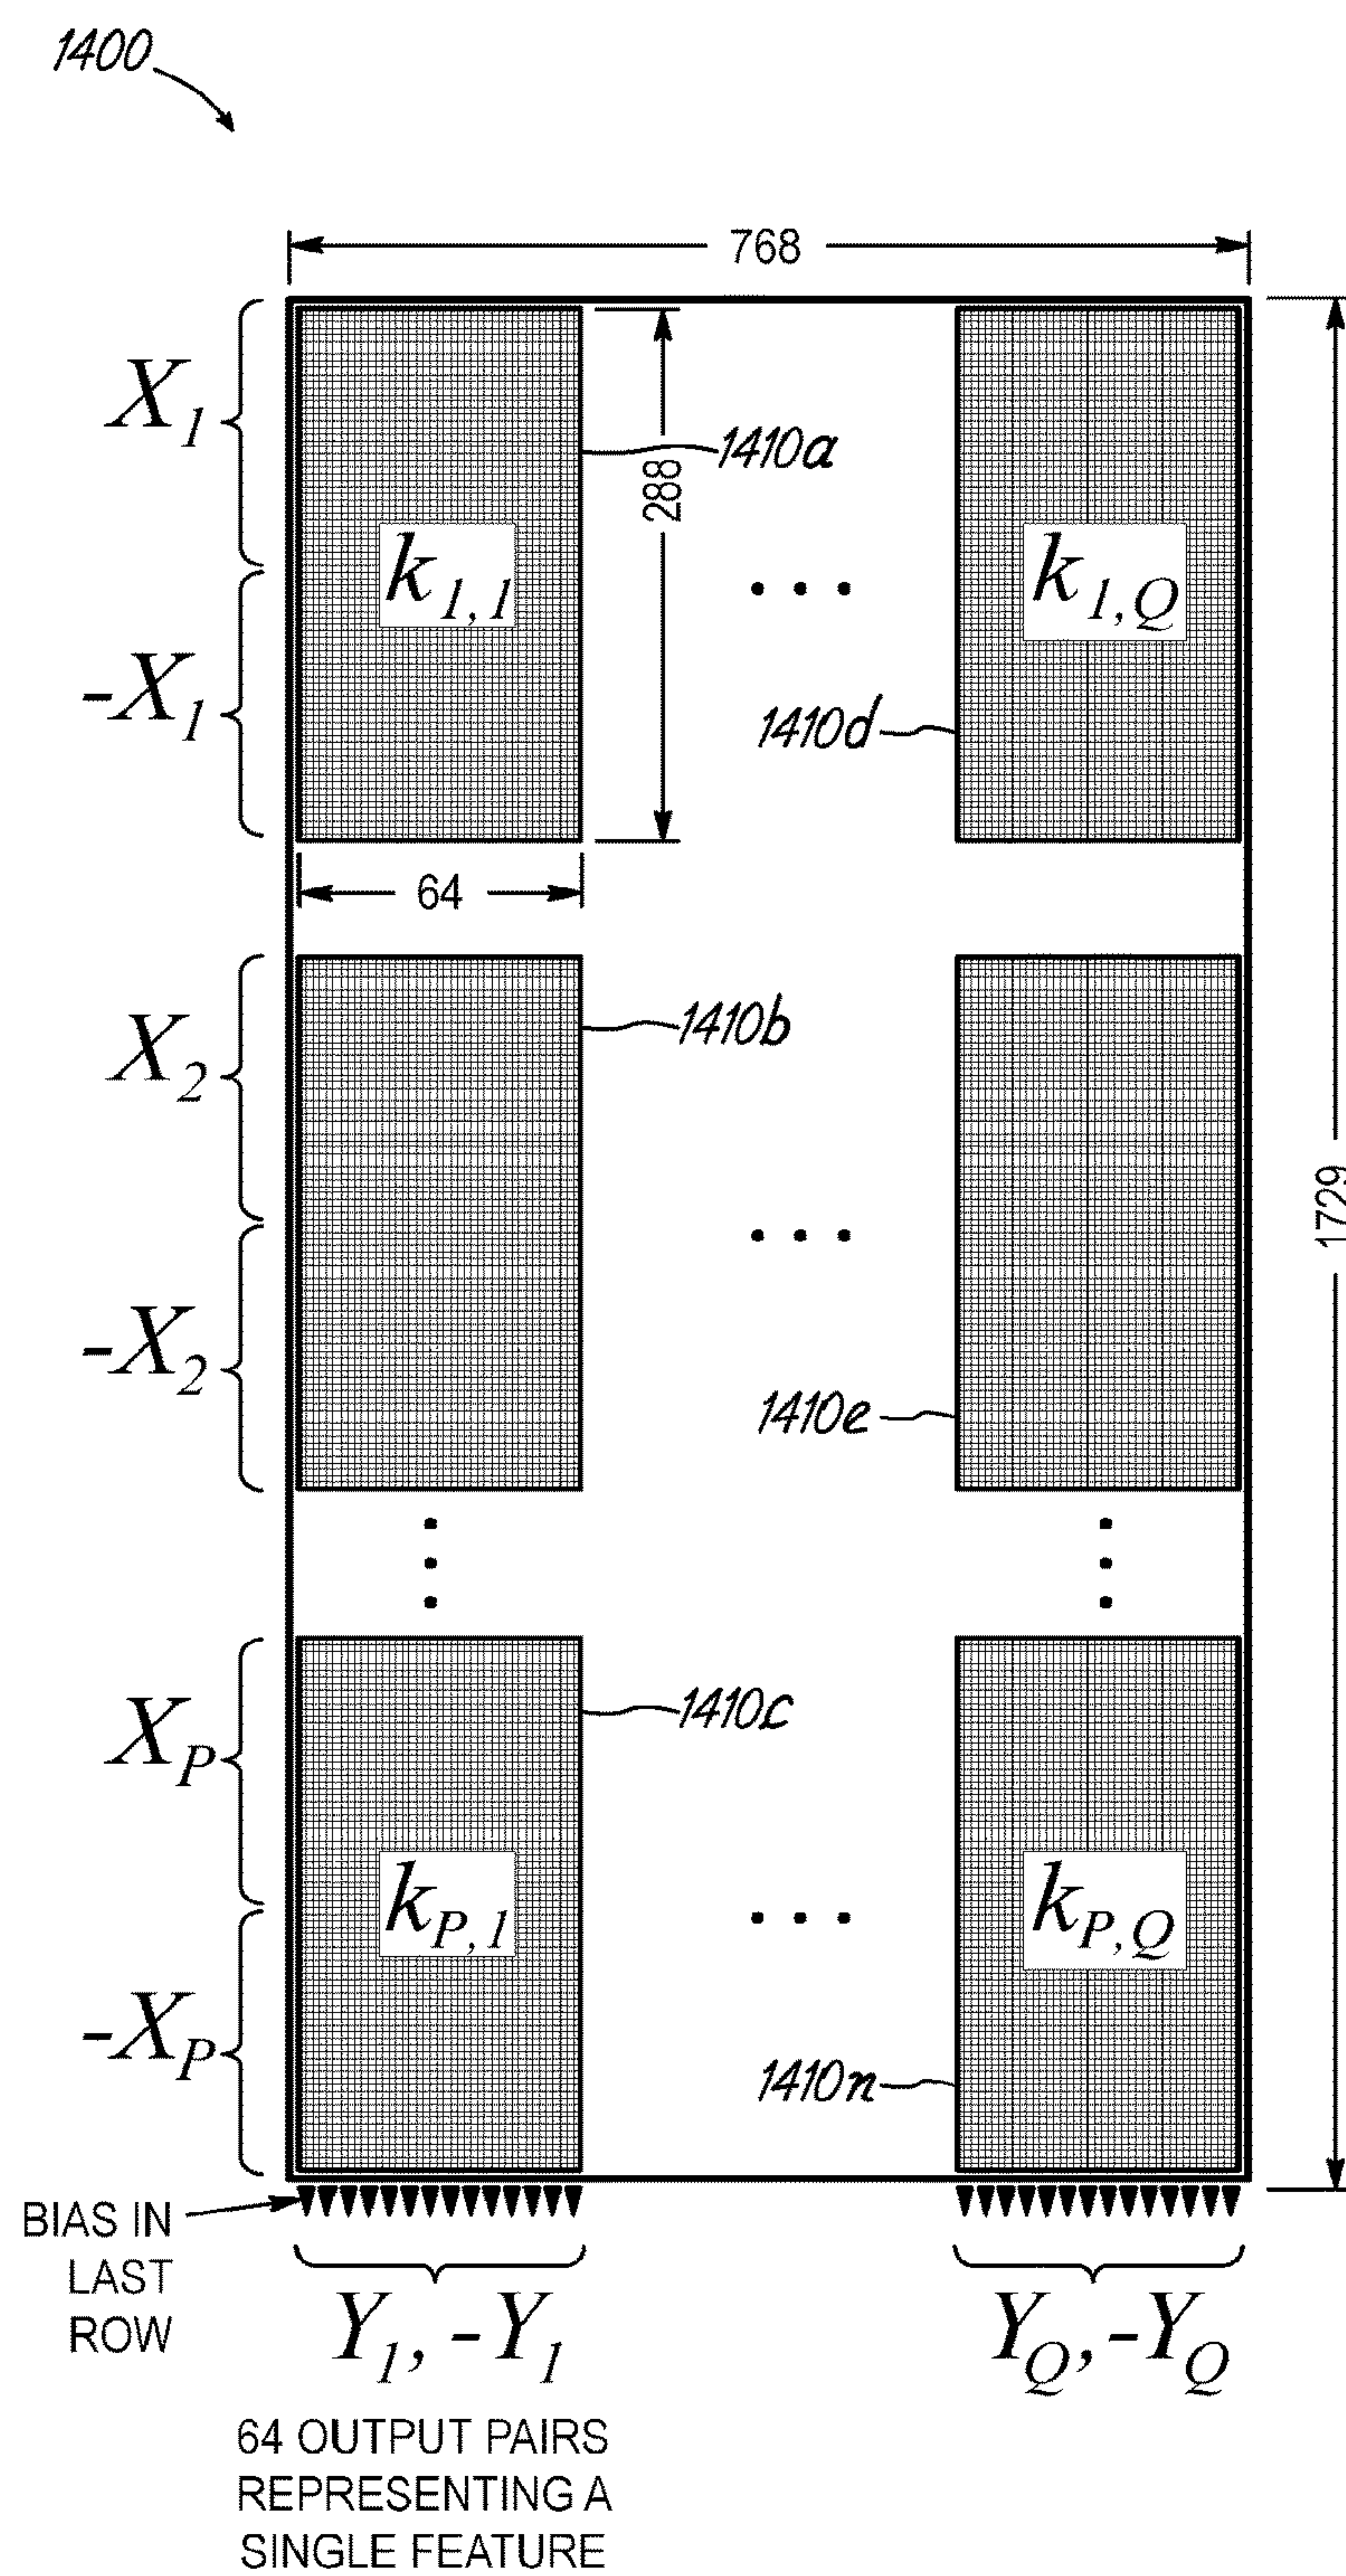 1400
768
X1
1410a
288
k1,1
k1,Q
-X1
1410d
64
X2
1410b
1729
-X2
1410e
XP
1410c
kP,1
kP,Q
-XP
1410n
BIAS IN
LAST
ROW
Y1, -Y1
YQ, -YQ
64 OUTPUT PAIRS
REPRESENTING A
SINGLE FEATURE